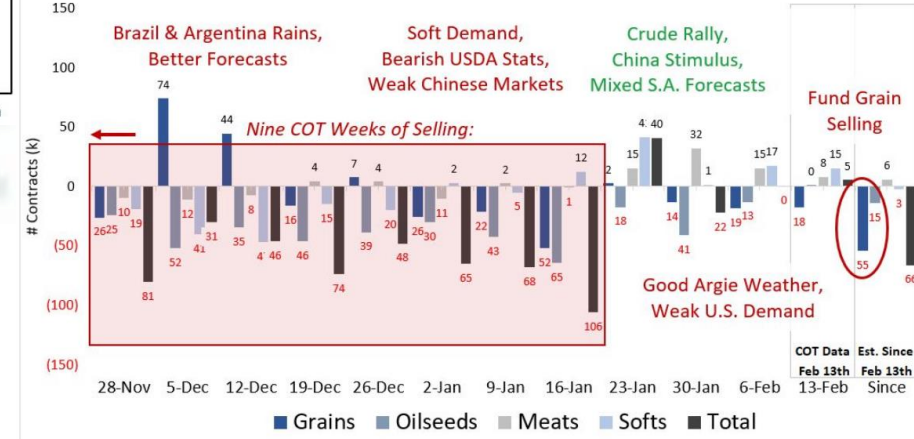 150
100
50
0
(50)
(100)
(150)
# Contracts (k)
Brazil & Argentina Rains,
Better Forecasts
Soft Demand,
Bearish USDA Stats,
Weak Chinese Markets
Crude Rally,
China Stimulus,
Mixed S.A. Forecasts
Fund Grain
Selling
Nine COT Weeks of Selling:
Good Argie Weather,
Weak U.S. Demand
26 25 10 19 81
74 52 12 41 31
44 35 8 4 46
16 46 4 15 74
7 39 4 20 48
26 30 11 2 65
22 43 2 5 68
52 65 1 12 106
2 18 15 4 40
14 41 32 1 22
19 13 15 17 0
18 0 8 15 5
55 15 6 3 66
COT Data
Feb 13th
Est. Since
Feb 13th
28-Nov 5-Dec 12-Dec 19-Dec 26-Dec 2-Jan 9-Jan 16-Jan 23-Jan 30-Jan 6-Feb 13-Feb Since
Grains Oilseeds Meats Softs Total